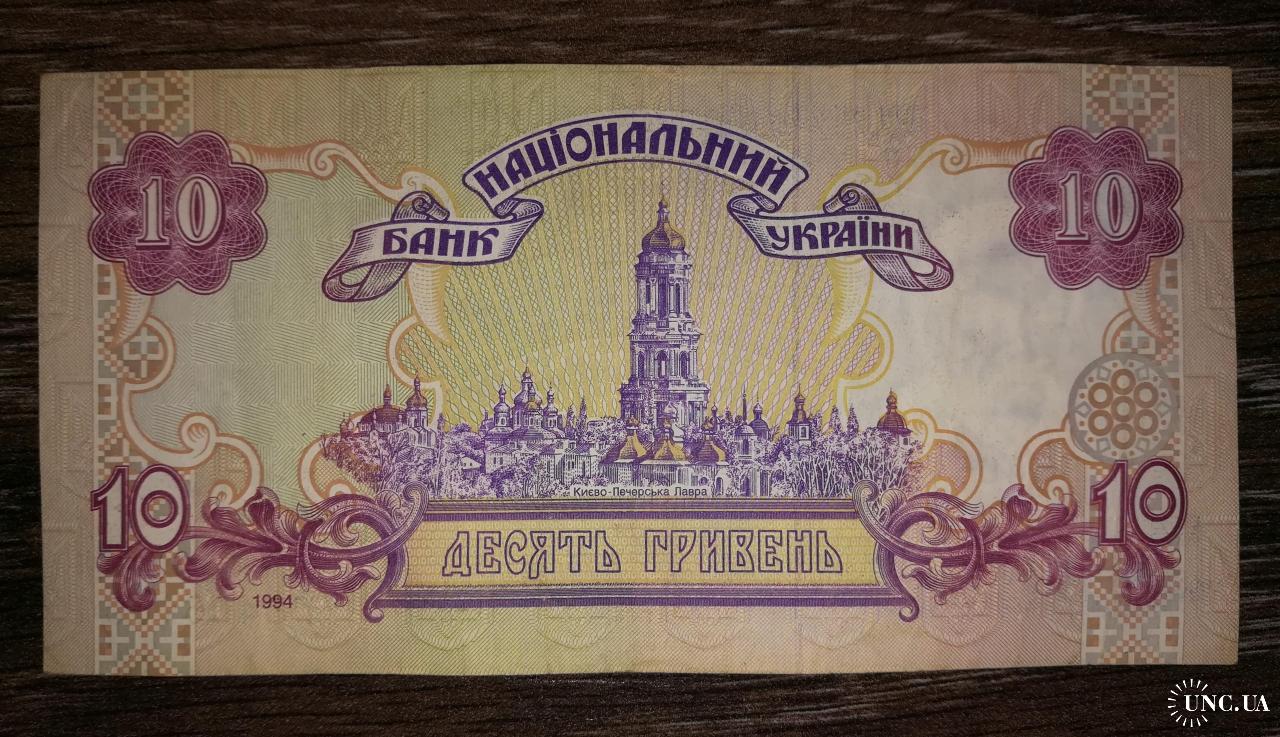 НАЦІОНАЛЬНИЙ
БАНК УКРАЇНИ
10 10
Києво-Печерська Лавра
10 10
ДЕСЯТЬ ГРИВЕНЬ
1994
UNC.UA